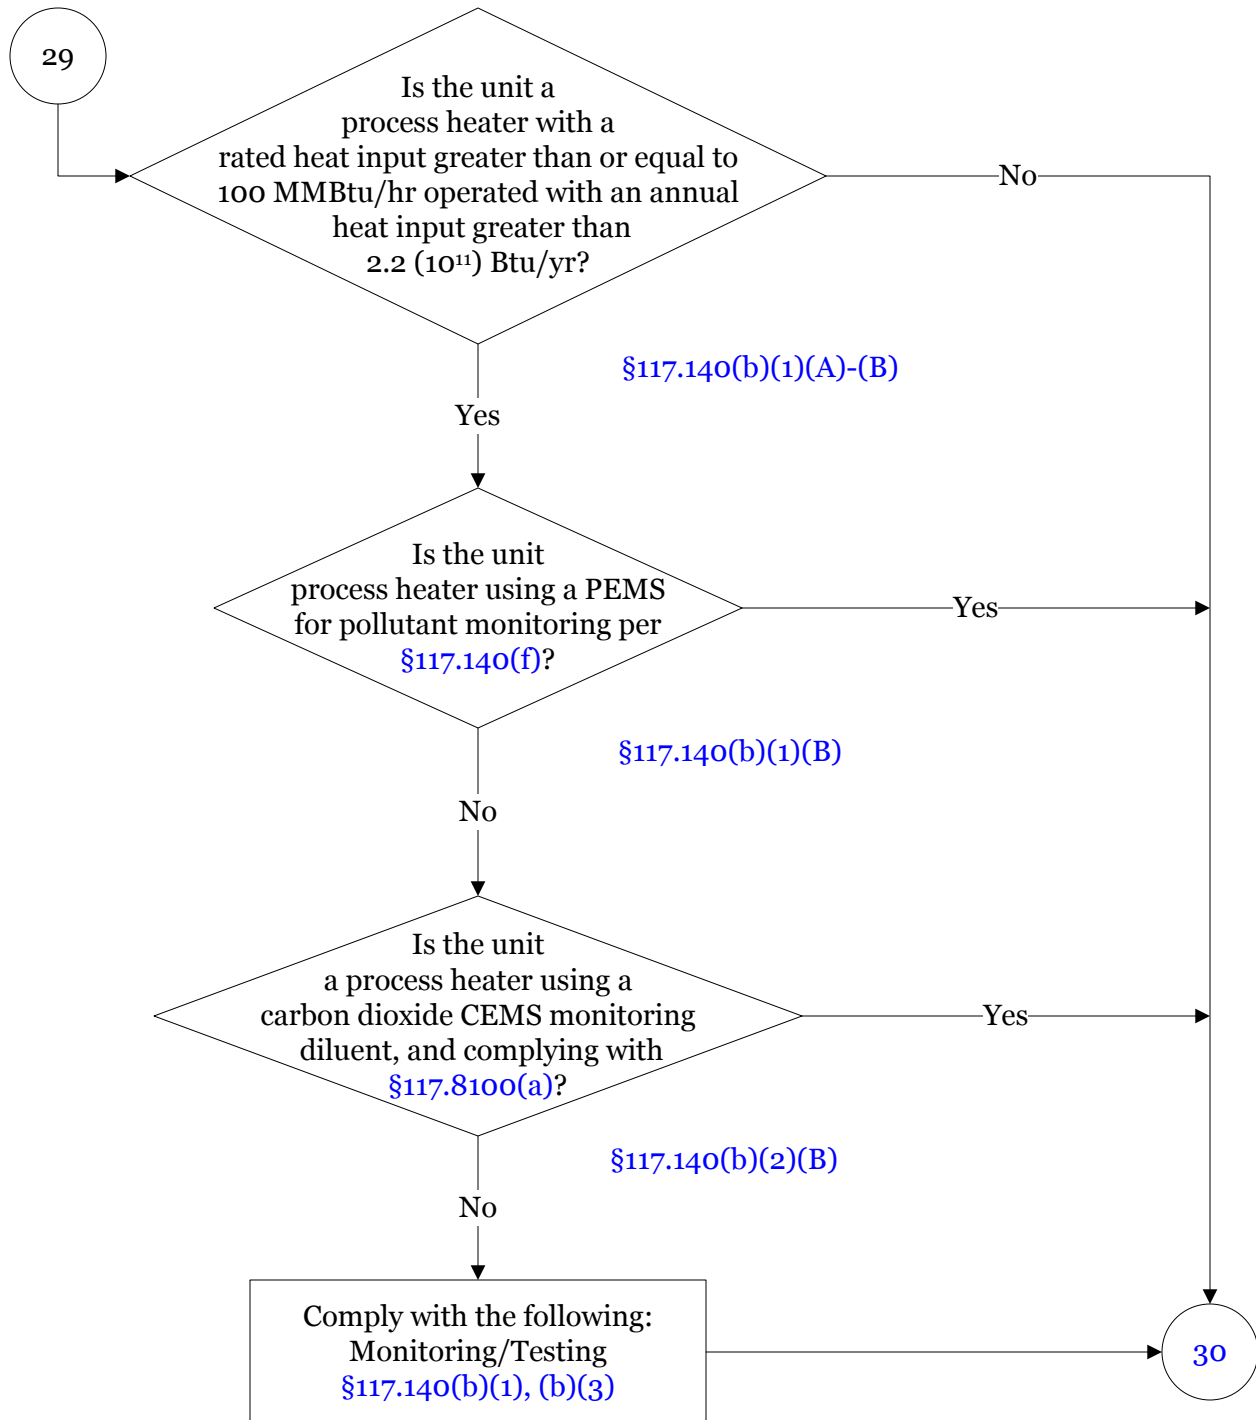 29
Is the unit a
process heater with a
rated heat input greater than or equal to
100 MMBtu/hr operated with an annual
heat input greater than
2.2 (10¹¹) Btu/yr?
No
§117.140(b)(1)(A)-(B)
Yes
Is the unit
process heater using a PEMS
for pollutant monitoring per
§117.140(f)?
Yes
§117.140(b)(1)(B)
No
Is the unit
a process heater using a
carbon dioxide CEMS monitoring
diluent, and complying with
§117.8100(a)?
Yes
§117.140(b)(2)(B)
No
Comply with the following:
Monitoring/Testing
§117.140(b)(1), (b)(3)
30